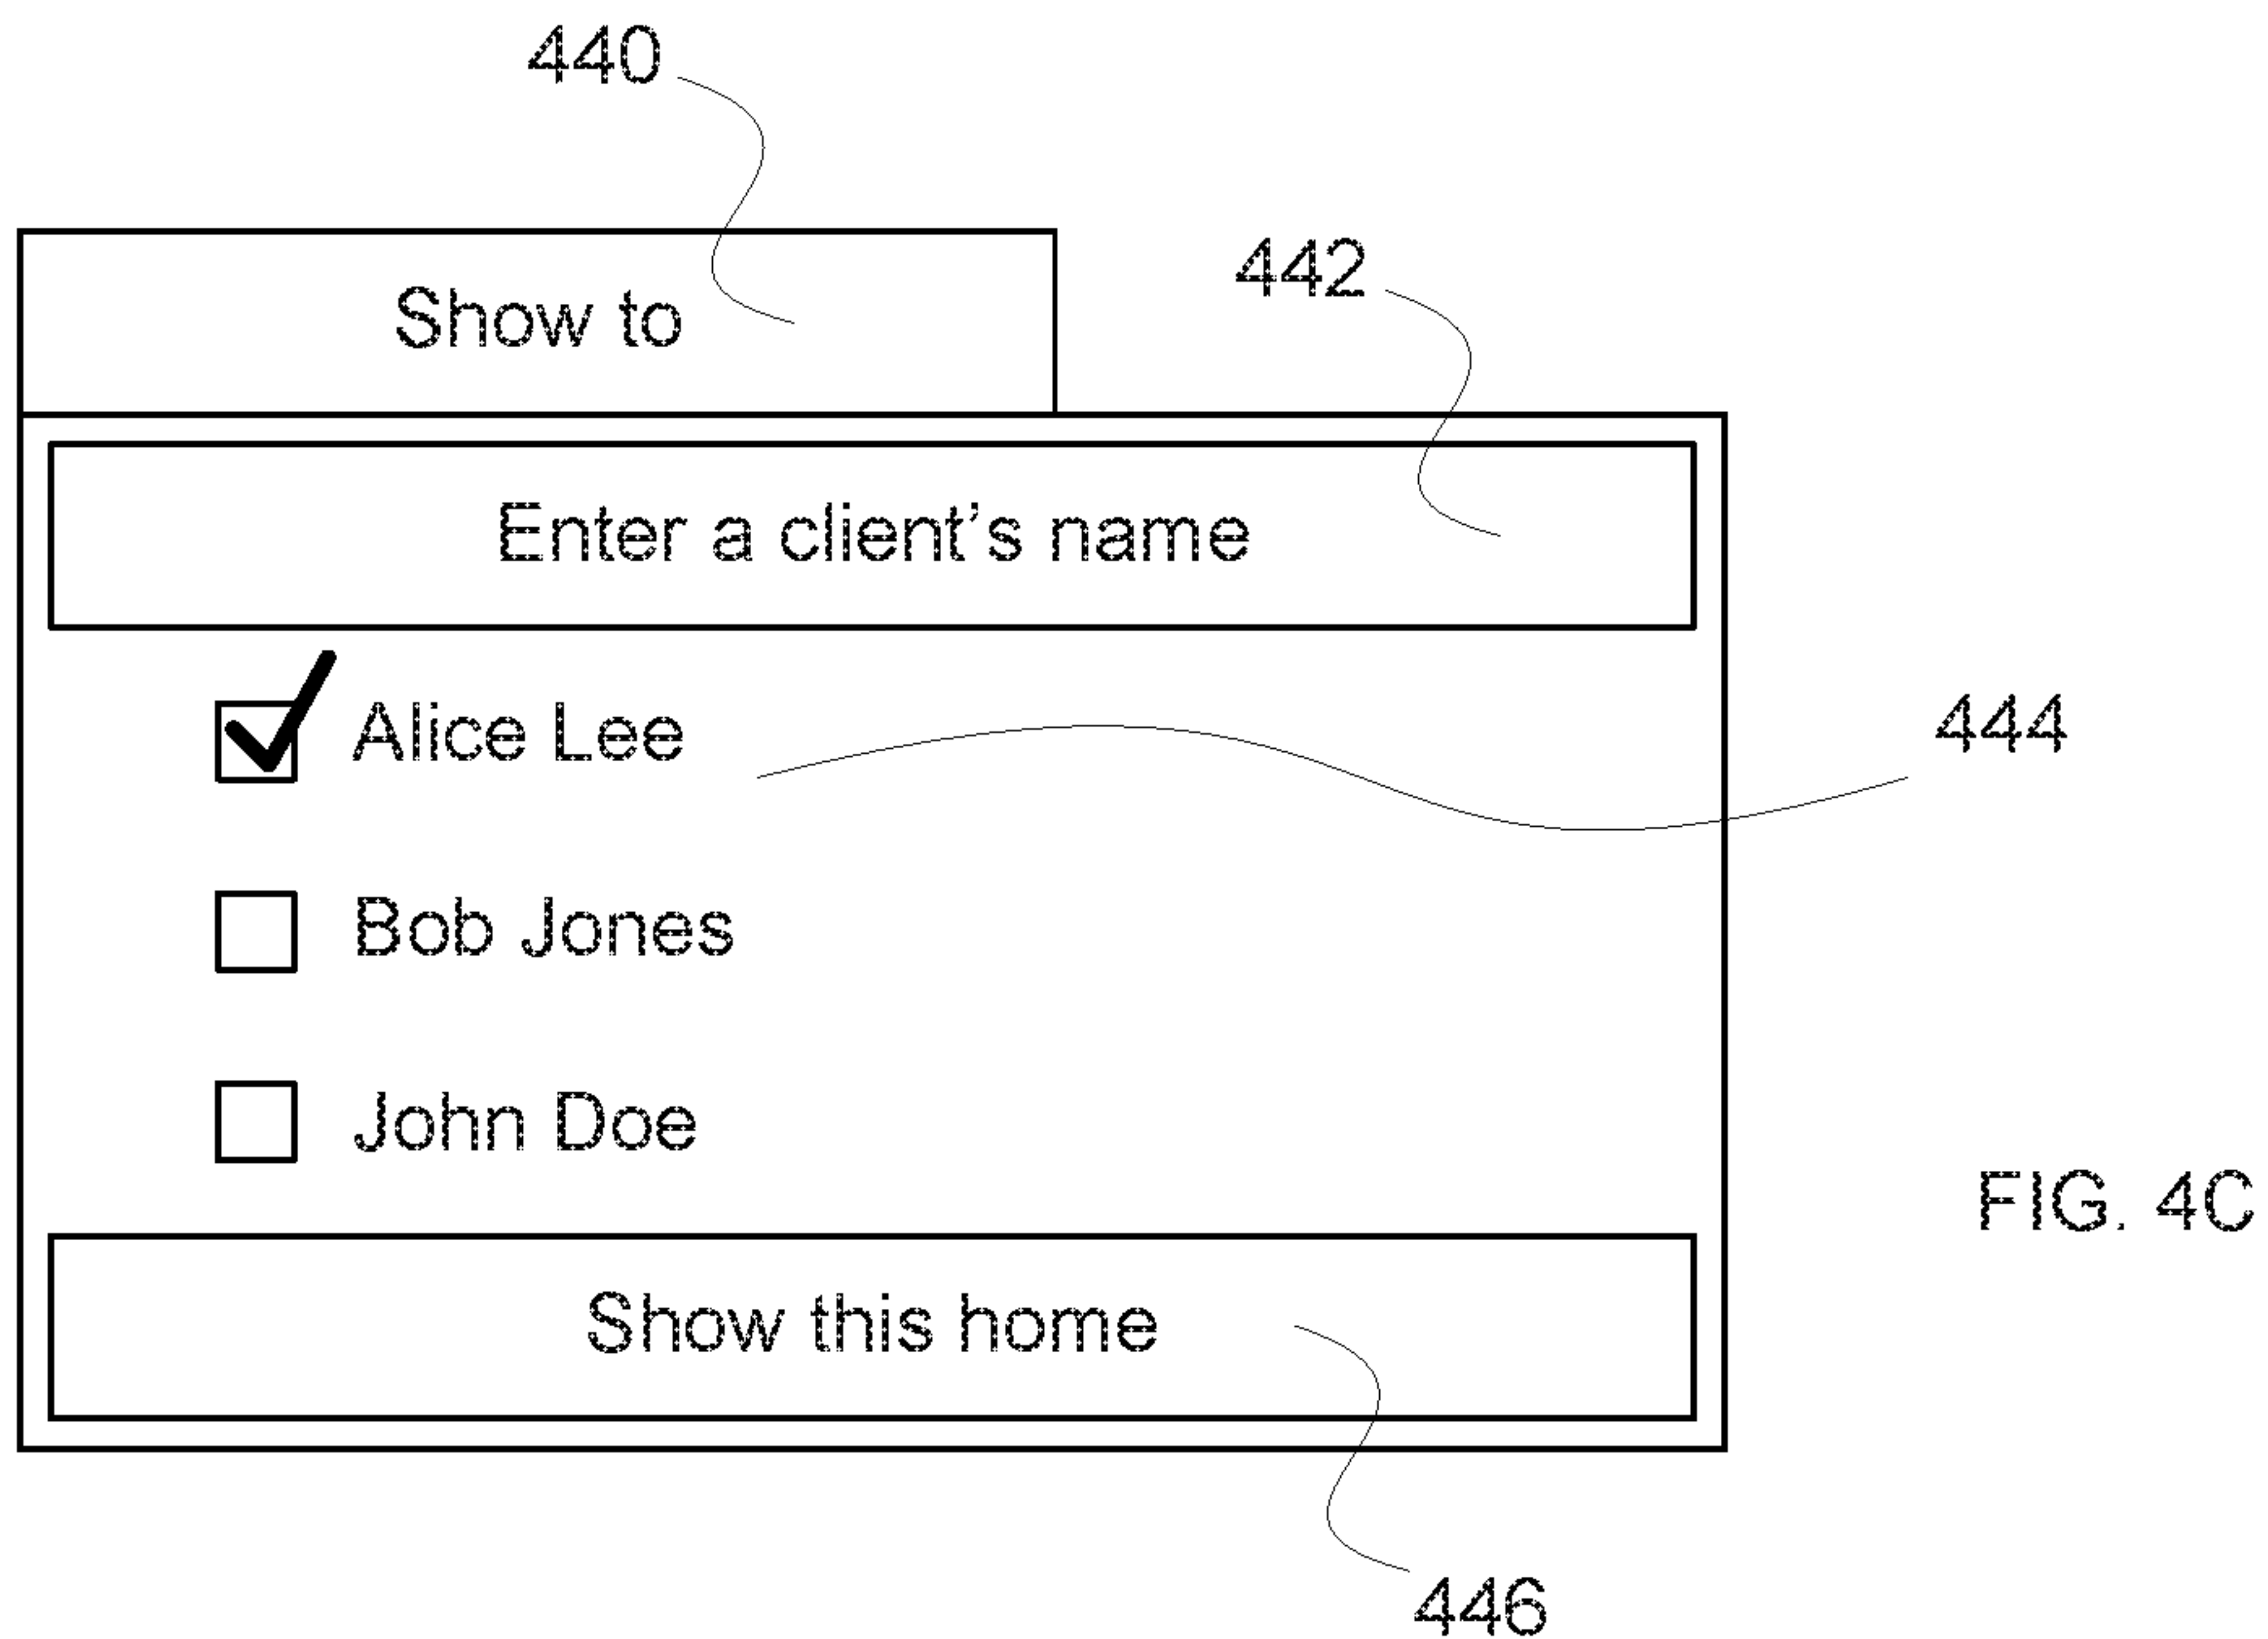 440
Show to
442
Enter a client’s name
Alice Lee
444
Bob Jones
John Doe
FIG. 4C
Show this home
446